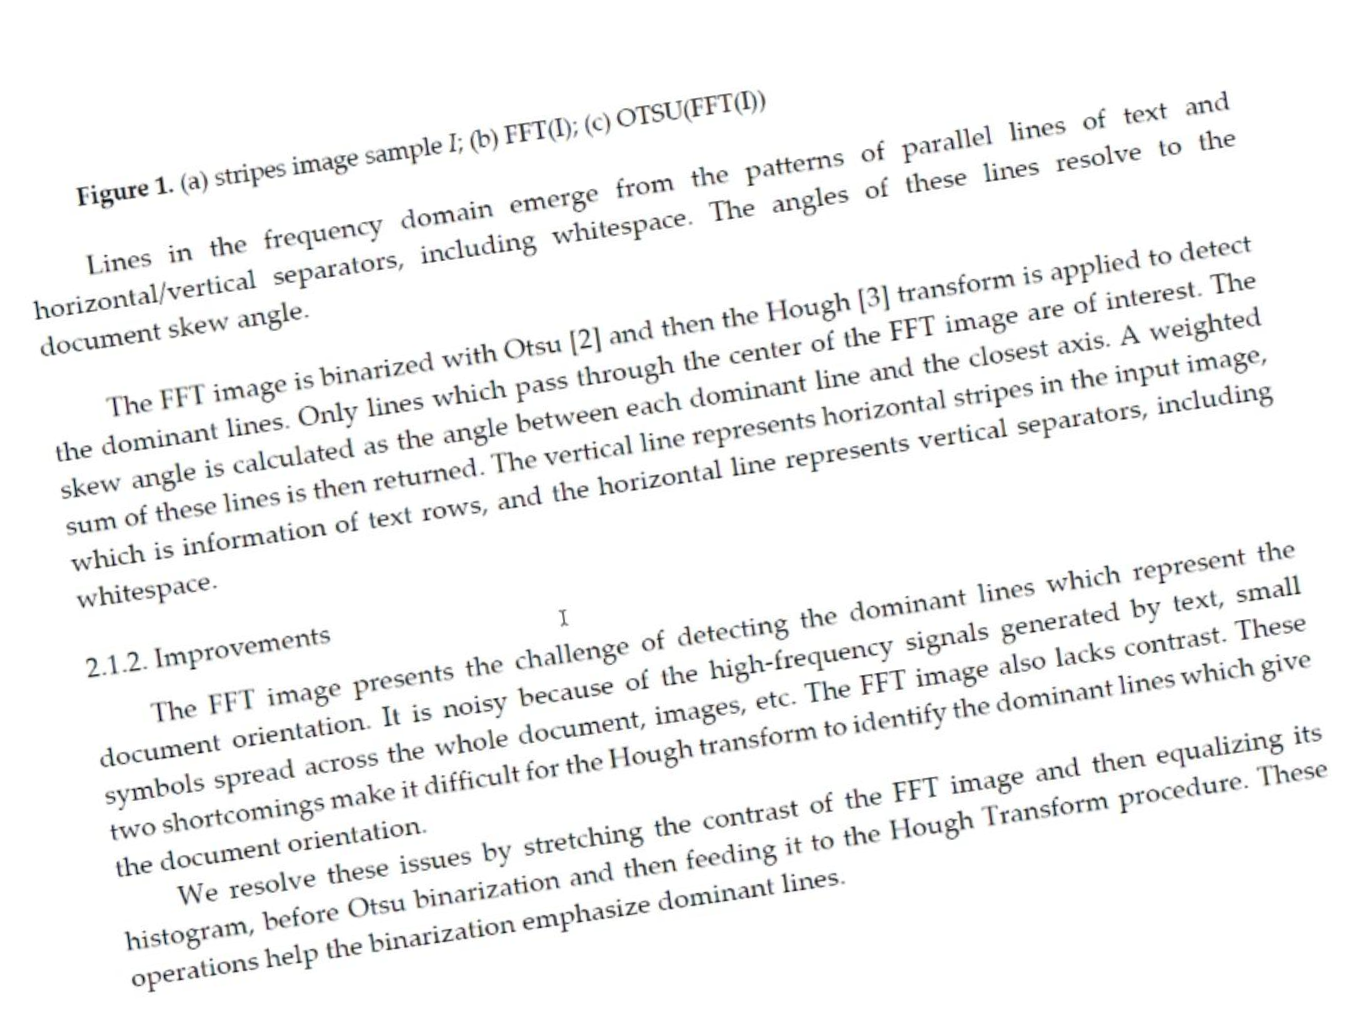 Figure 1. (a) stripes image sample I; (b) FFT(I); (c) OTSU(FFT(I))
Lines in the frequency domain emerge from the patterns of parallel lines of text and
horizontal/vertical separators, including whitespace. The angles of these lines resolve to the
document skew angle.
The FFT image is binarized with Otsu [2] and then the Hough [3] transform is applied to detect
the dominant lines. Only lines which pass through the center of the FFT image are of interest. The
skew angle is calculated as the angle between each dominant line and the closest axis. A weighted
sum of these lines is then returned. The vertical line represents horizontal stripes in the input image,
which is information of text rows, and the horizontal line represents vertical separators, including
whitespace.
2.1.2. Improvements
The FFT image presents the challenge of detecting the dominant lines which represent the
document orientation. It is noisy because of the high-frequency signals generated by text, small
symbols spread across the whole document, images, etc. The FFT image also lacks contrast. These
two shortcomings make it difficult for the Hough transform to identify the dominant lines which give
the document orientation.
We resolve these issues by stretching the contrast of the FFT image and then equalizing its
histogram, before Otsu binarization and then feeding it to the Hough Transform procedure. These
operations help the binarization emphasize dominant lines.